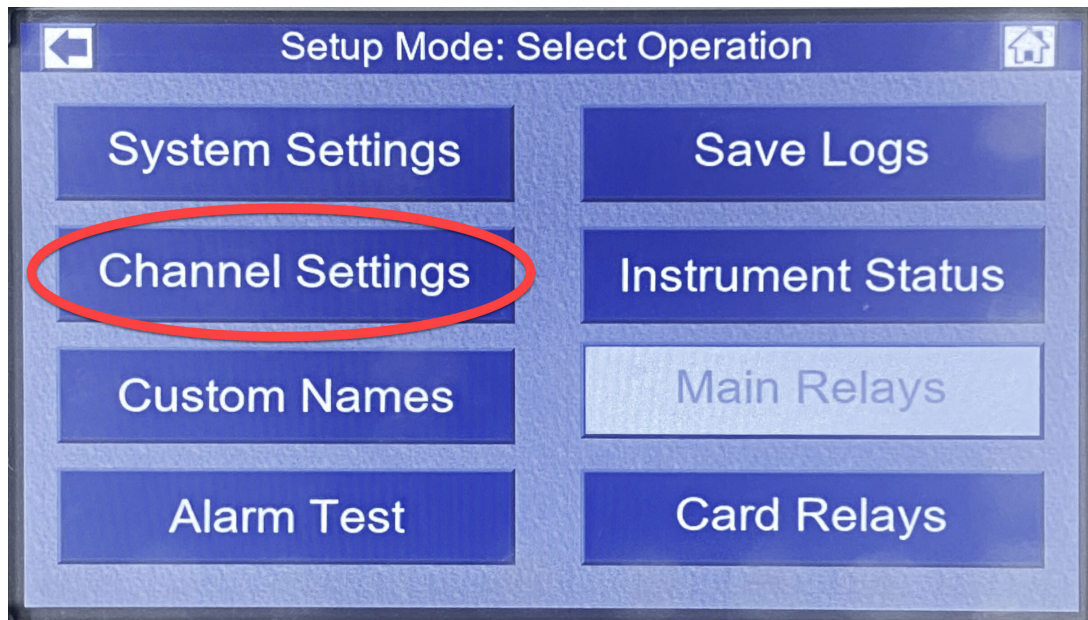 Setup Mode: Select Operation
System Settings
Save Logs
Channel Settings
Instrument Status
Custom Names
Main Relays
Alarm Test
Card Relays